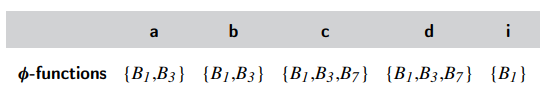 a b c d i
ϕ-functions {B₁,B₃} {B₁,B₃} {B₁,B₃,B₇} {B₁,B₃,B₇} {B₁}